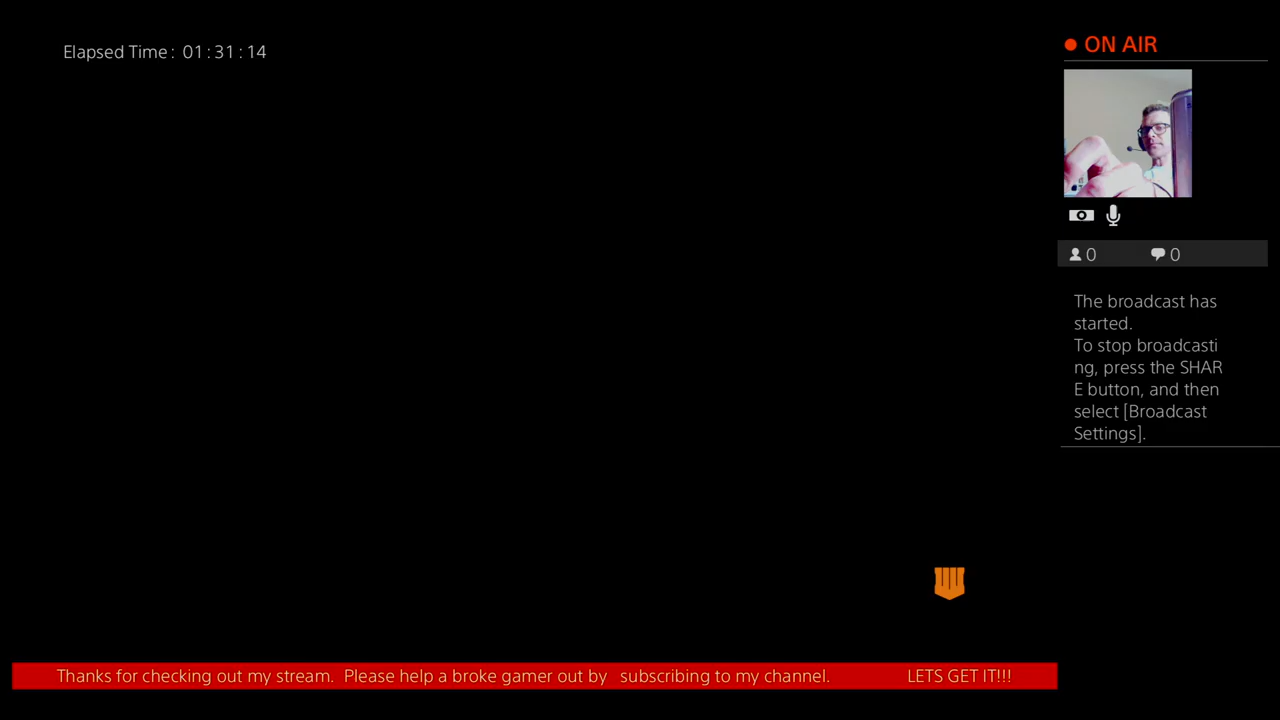 Elapsed Time: 01:31:14
ON AIR
0 0
The broadcast has
started.
To stop broadcasti
ng, press the SHAR
E button, and then
select [Broadcast
Settings].
Thanks for checking out my stream. Please help a broke gamer out by subscribing to my channel. LETS GET IT!!!